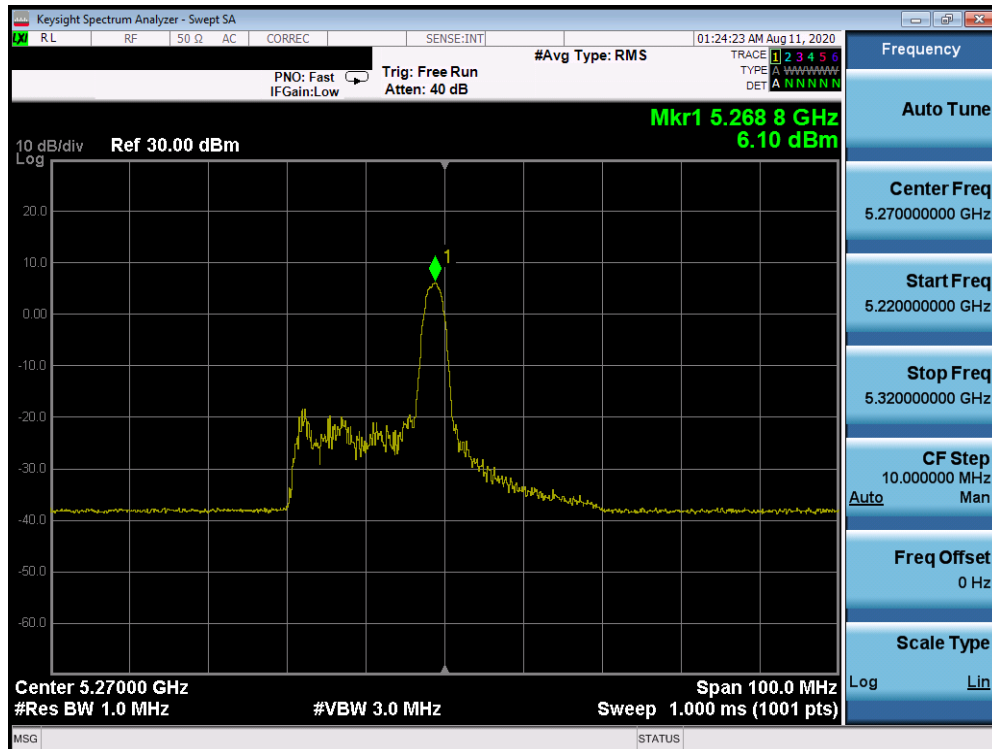 Keysight Spectrum Analyzer - Swept SA
LXI RL RF 50 Ω AC CORREC SENSE:INT 01:24:23 AM Aug 11, 2020
#Avg Type: RMS
TRACE 1 2 3 4 5 6
PNO: Fast Trig: Free Run
TYPE A WWWWW
IFGain:Low Atten: 40 dB
DET A N N N N N
Mkr1 5.268 8 GHz
6.10 dBm
10 dB/div Ref 30.00 dBm
Log
20.0
10.0
0.00
-10.0
-20.0
-30.0
-40.0
-50.0
-60.0
1
Center 5.27000 GHz Span 100.0 MHz
#Res BW 1.0 MHz #VBW 3.0 MHz Sweep 1.000 ms (1001 pts)
MSG STATUS
Frequency
Auto Tune
Center Freq
5.270000000 GHz
Start Freq
5.220000000 GHz
Stop Freq
5.320000000 GHz
CF Step
10.000000 MHz
Auto Man
Freq Offset
0 Hz
Scale Type
Log Lin